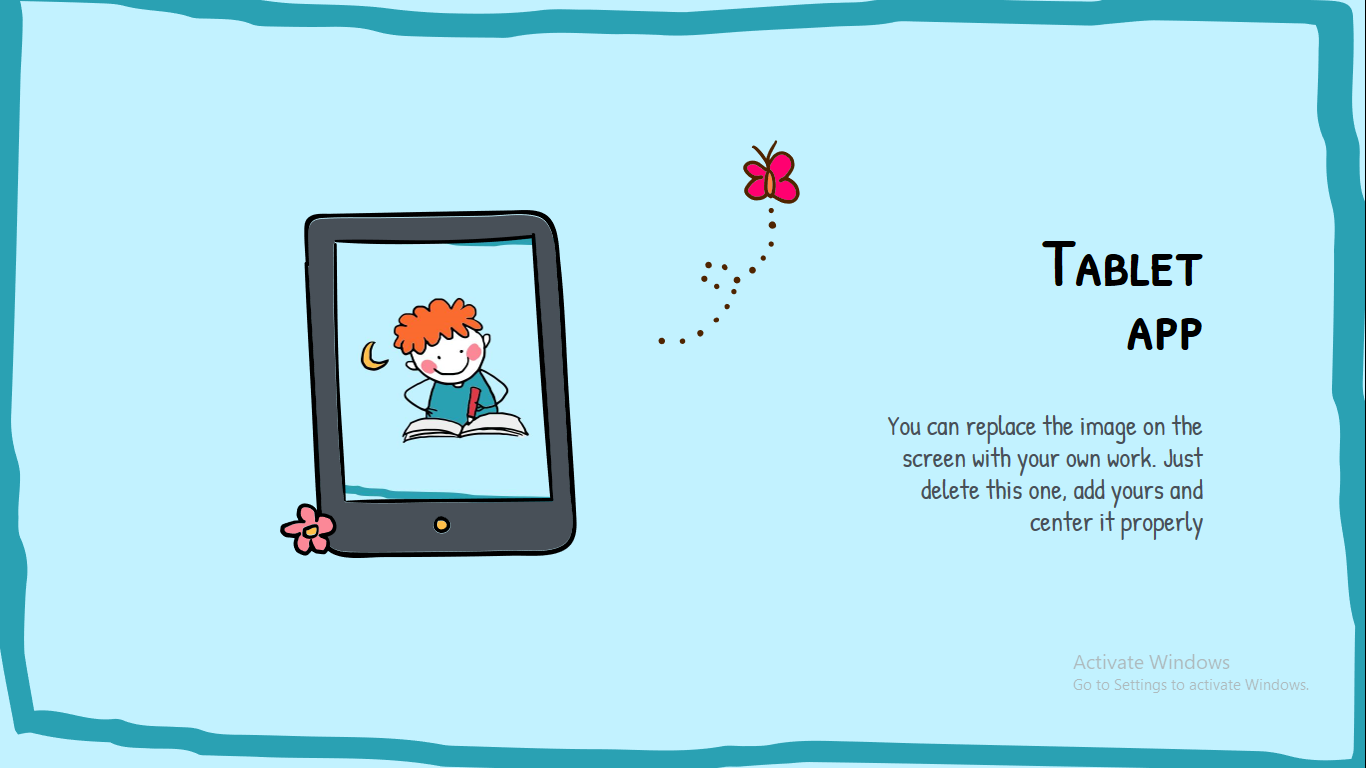 Tablet
app
You can replace the image on the
screen with your own work. Just
delete this one, add yours and
center it properly
Activate Windows
Go to Settings to activate Windows.